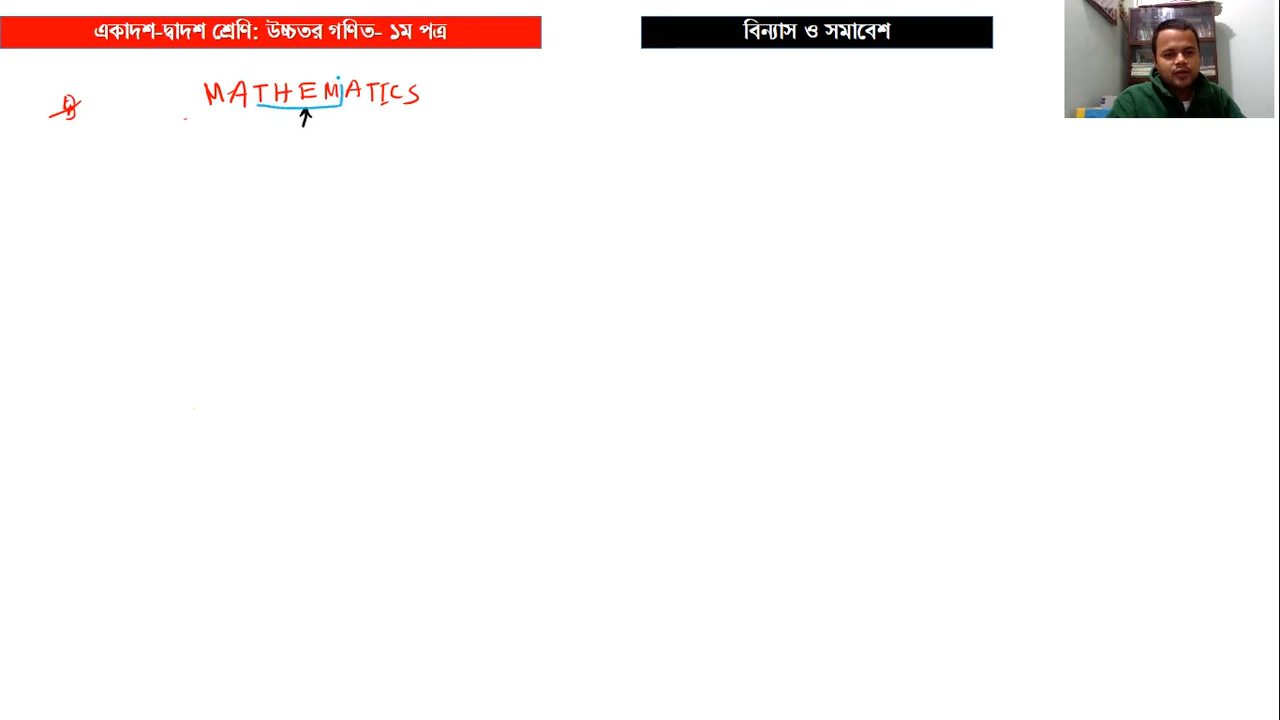 একাদশ-দ্বাদশ শ্রেণি: উচ্চতর গণিত- ১ম পত্র
বিন্যাস ও সমাবেশ
MATHEMATICS